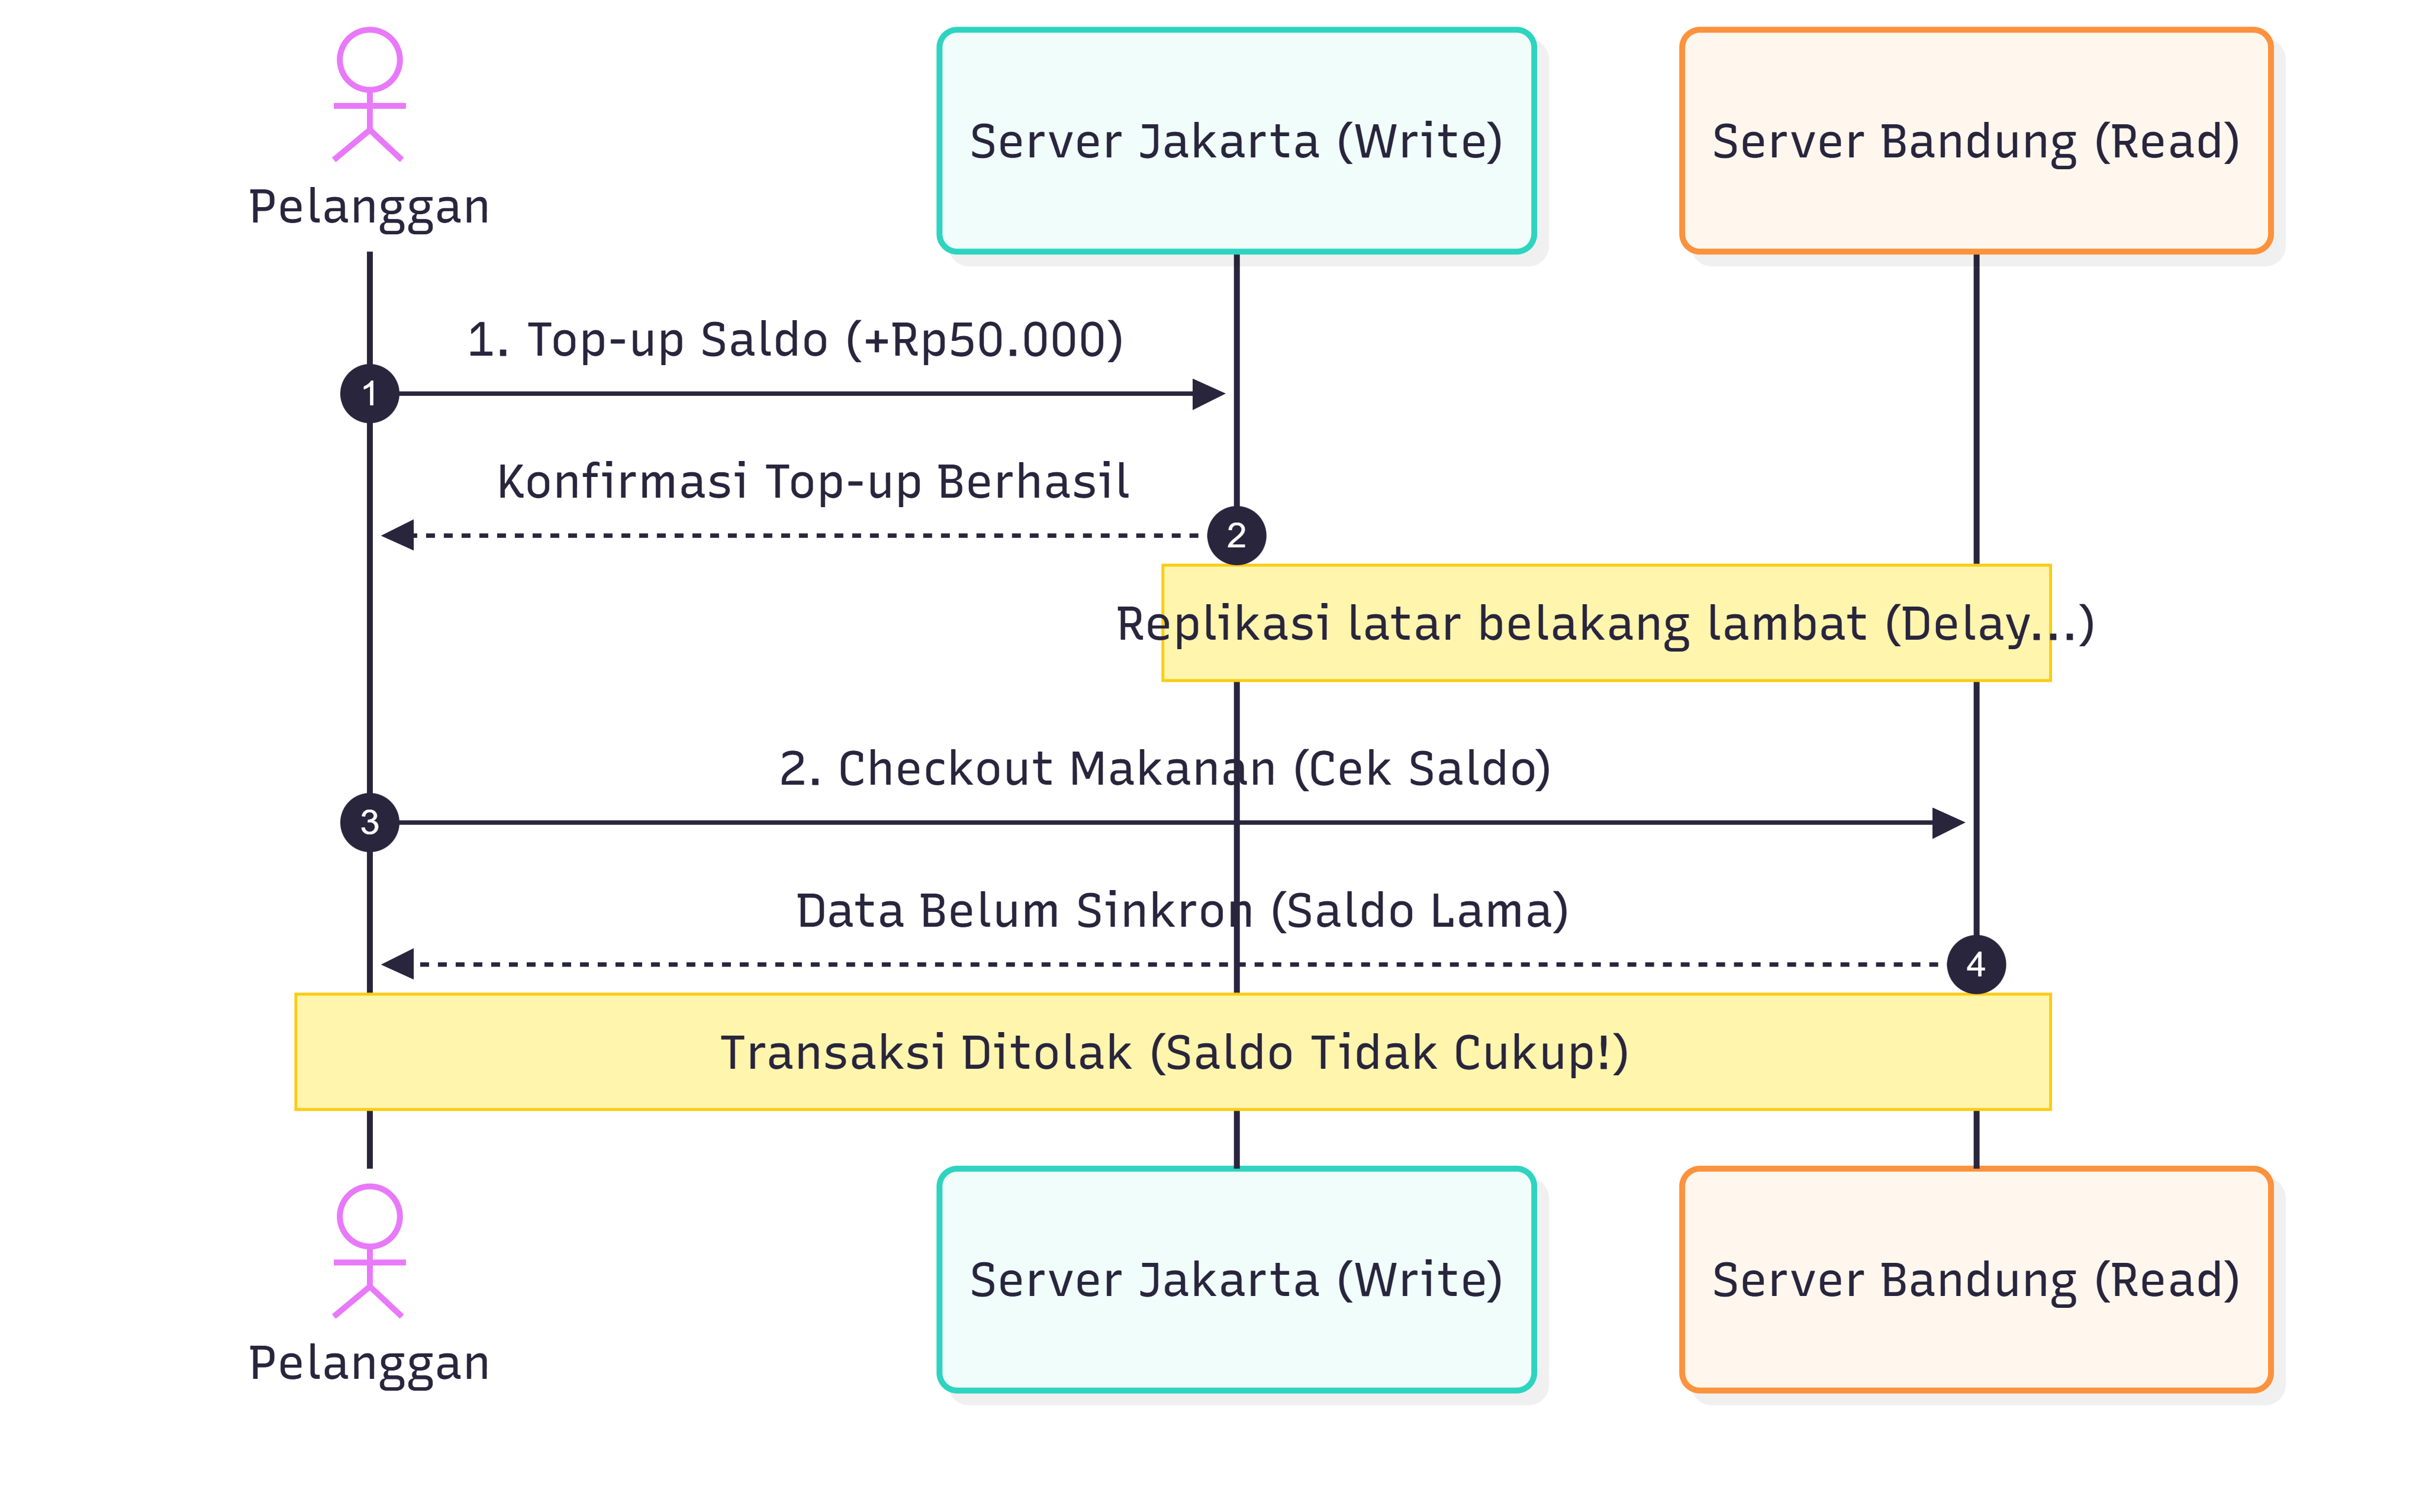 Pelanggan
Server Jakarta (Write)
Server Bandung (Read)
1. Top-up Saldo (+Rp50.000)
1
Konfirmasi Top-up Berhasil
2
Replikasi latar belakang lambat (Delay...)
2. Checkout Makanan (Cek Saldo)
3
Data Belum Sinkron (Saldo Lama)
4
Transaksi Ditolak (Saldo Tidak Cukup!)
Pelanggan
Server Jakarta (Write)
Server Bandung (Read)